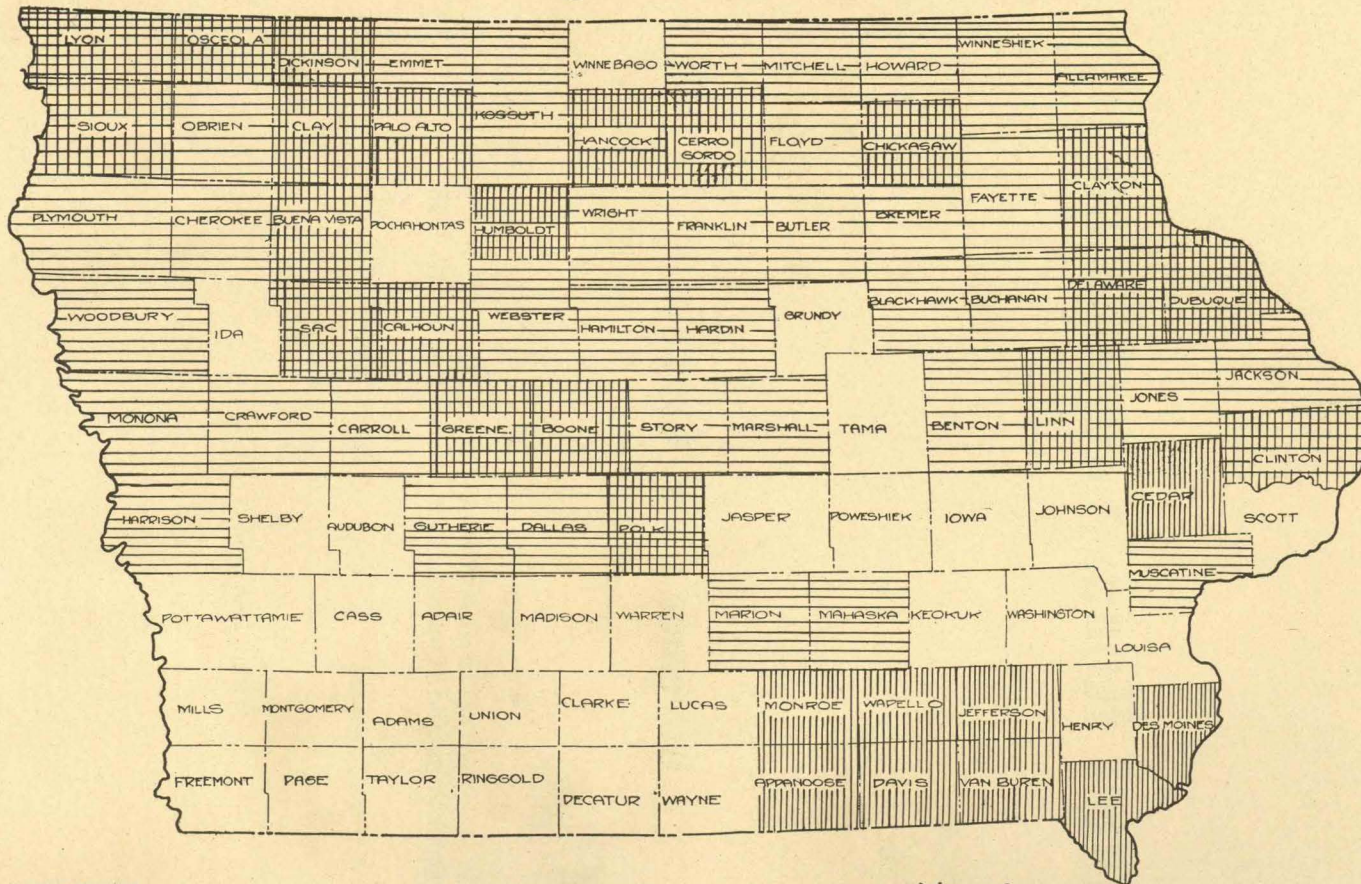 LYON OSCEOLA DICKINSON EMMET WINNEBAGO WORTH MITCHELL HOWARD WINNESHIEK ALLAMAKEE
SIOUX OBRIEN CLAY PALO ALTO KOSSUTH HANCOCK CERRO GORDO FLOYD CHICKASAW CLAYTON
PLYMOUTH CHEROKEE BUENA VISTA POCHAHONTAS HUMBOLDT WRIGHT FRANKLIN BUTLER BREMER FAYETTE
WOODBURY IDA SAC CALHOUN WEBSTER HAMILTON HARDIN GRUNDY BLACKHAWK BUCHANAN DELAWARE DUBUQUE
MONONA CRAWFORD CARROLL GREENE. BOONE STORY MARSHALL TAMA BENTON LINN JONES JACKSON
CLINTON
HARRISON SHELBY AUDUBON GUTHERIE DALLAS POLK JASPER POWESHIEK IOWA JOHNSON CEDAR SCOTT
MUSCATINE
POTTAWATTAMIE CASS ADAIR MADISON WARREN MARION MAHASKA KEOKUK WASHINGTON LOUISA
MILLS MONTGOMERY ADAMS UNION CLARKE LUCAS MONROE WAPELLO JEFFERSON HENRY DES MOINES
FREEMONT PAGE TAYLOR RINGGOLD DECATUR WAYNE APPANOOSE DAVIS VAN BUREN LEE